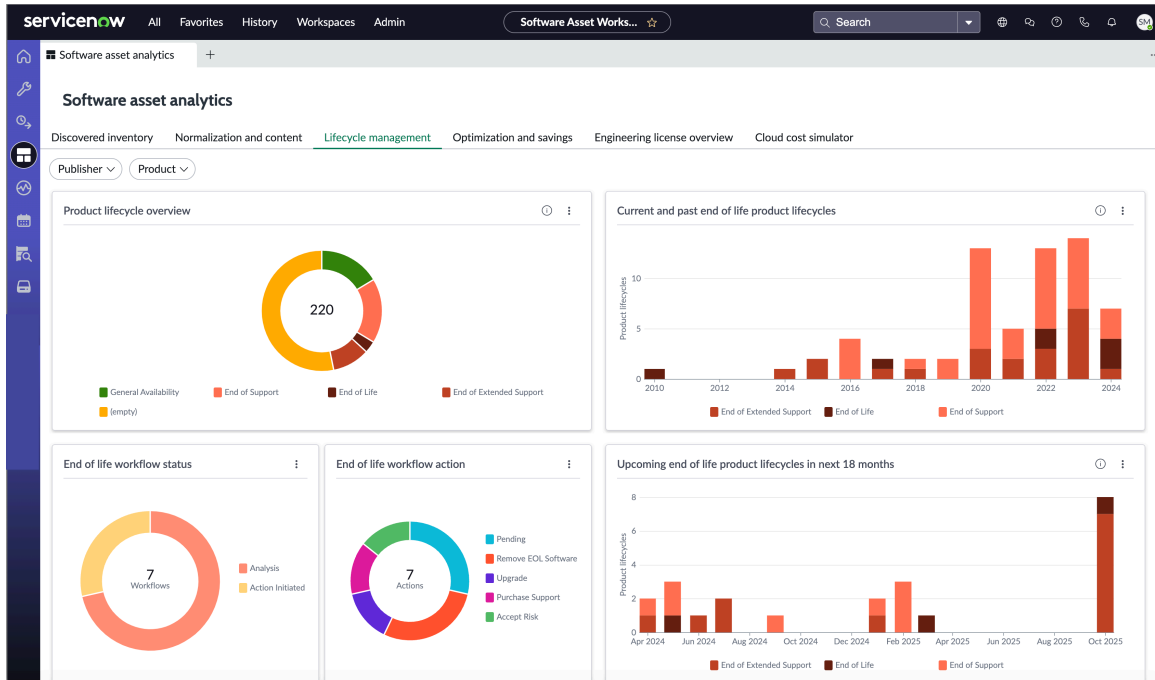 servicenow All Favorites History Workspaces Admin Software Asset Works... Search SM
Software asset analytics
Software asset analytics
Discovered inventory Normalization and content Lifecycle management Optimization and savings Engineering license overview Cloud cost simulator
Publisher Product
Product lifecycle overview
220
General Availability End of Support End of Life End of Extended Support
(empty)
Current and past end of life product lifecycles
Product lifecycles
10
5
0
2010 2012 2014 2016 2018 2020 2022 2024
End of Extended Support End of Life End of Support
End of life workflow status
7
Workflows
Analysis
Action Initiated
End of life workflow action
7
Actions
Pending
Remove EOL Software
Upgrade
Purchase Support
Accept Risk
Upcoming end of life product lifecycles in next 18 months
Product lifecycles
8
6
4
2
0
Apr 2024 Jun 2024 Aug 2024 Oct 2024 Dec 2024 Feb 2025 Apr 2025 Jun 2025 Aug 2025 Oct 2025
End of Extended Support End of Life End of Support